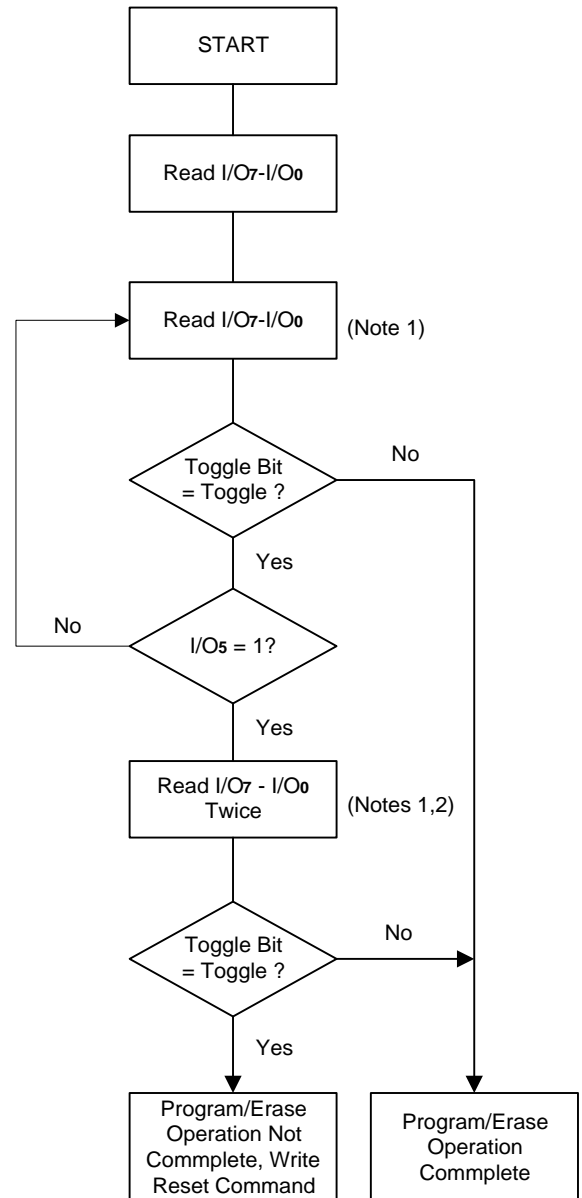 START
Read I/O7-I/O0
Read I/O7-I/O0
(Note 1)
Toggle Bit
= Toggle ?
No
Yes
No
I/O5 = 1?
Yes
Read I/O7 - I/O0
Twice
(Notes 1,2)
Toggle Bit
= Toggle ?
No
Yes
Program/Erase
Operation Not
Commplete, Write
Reset Command
Program/Erase
Operation
Commplete